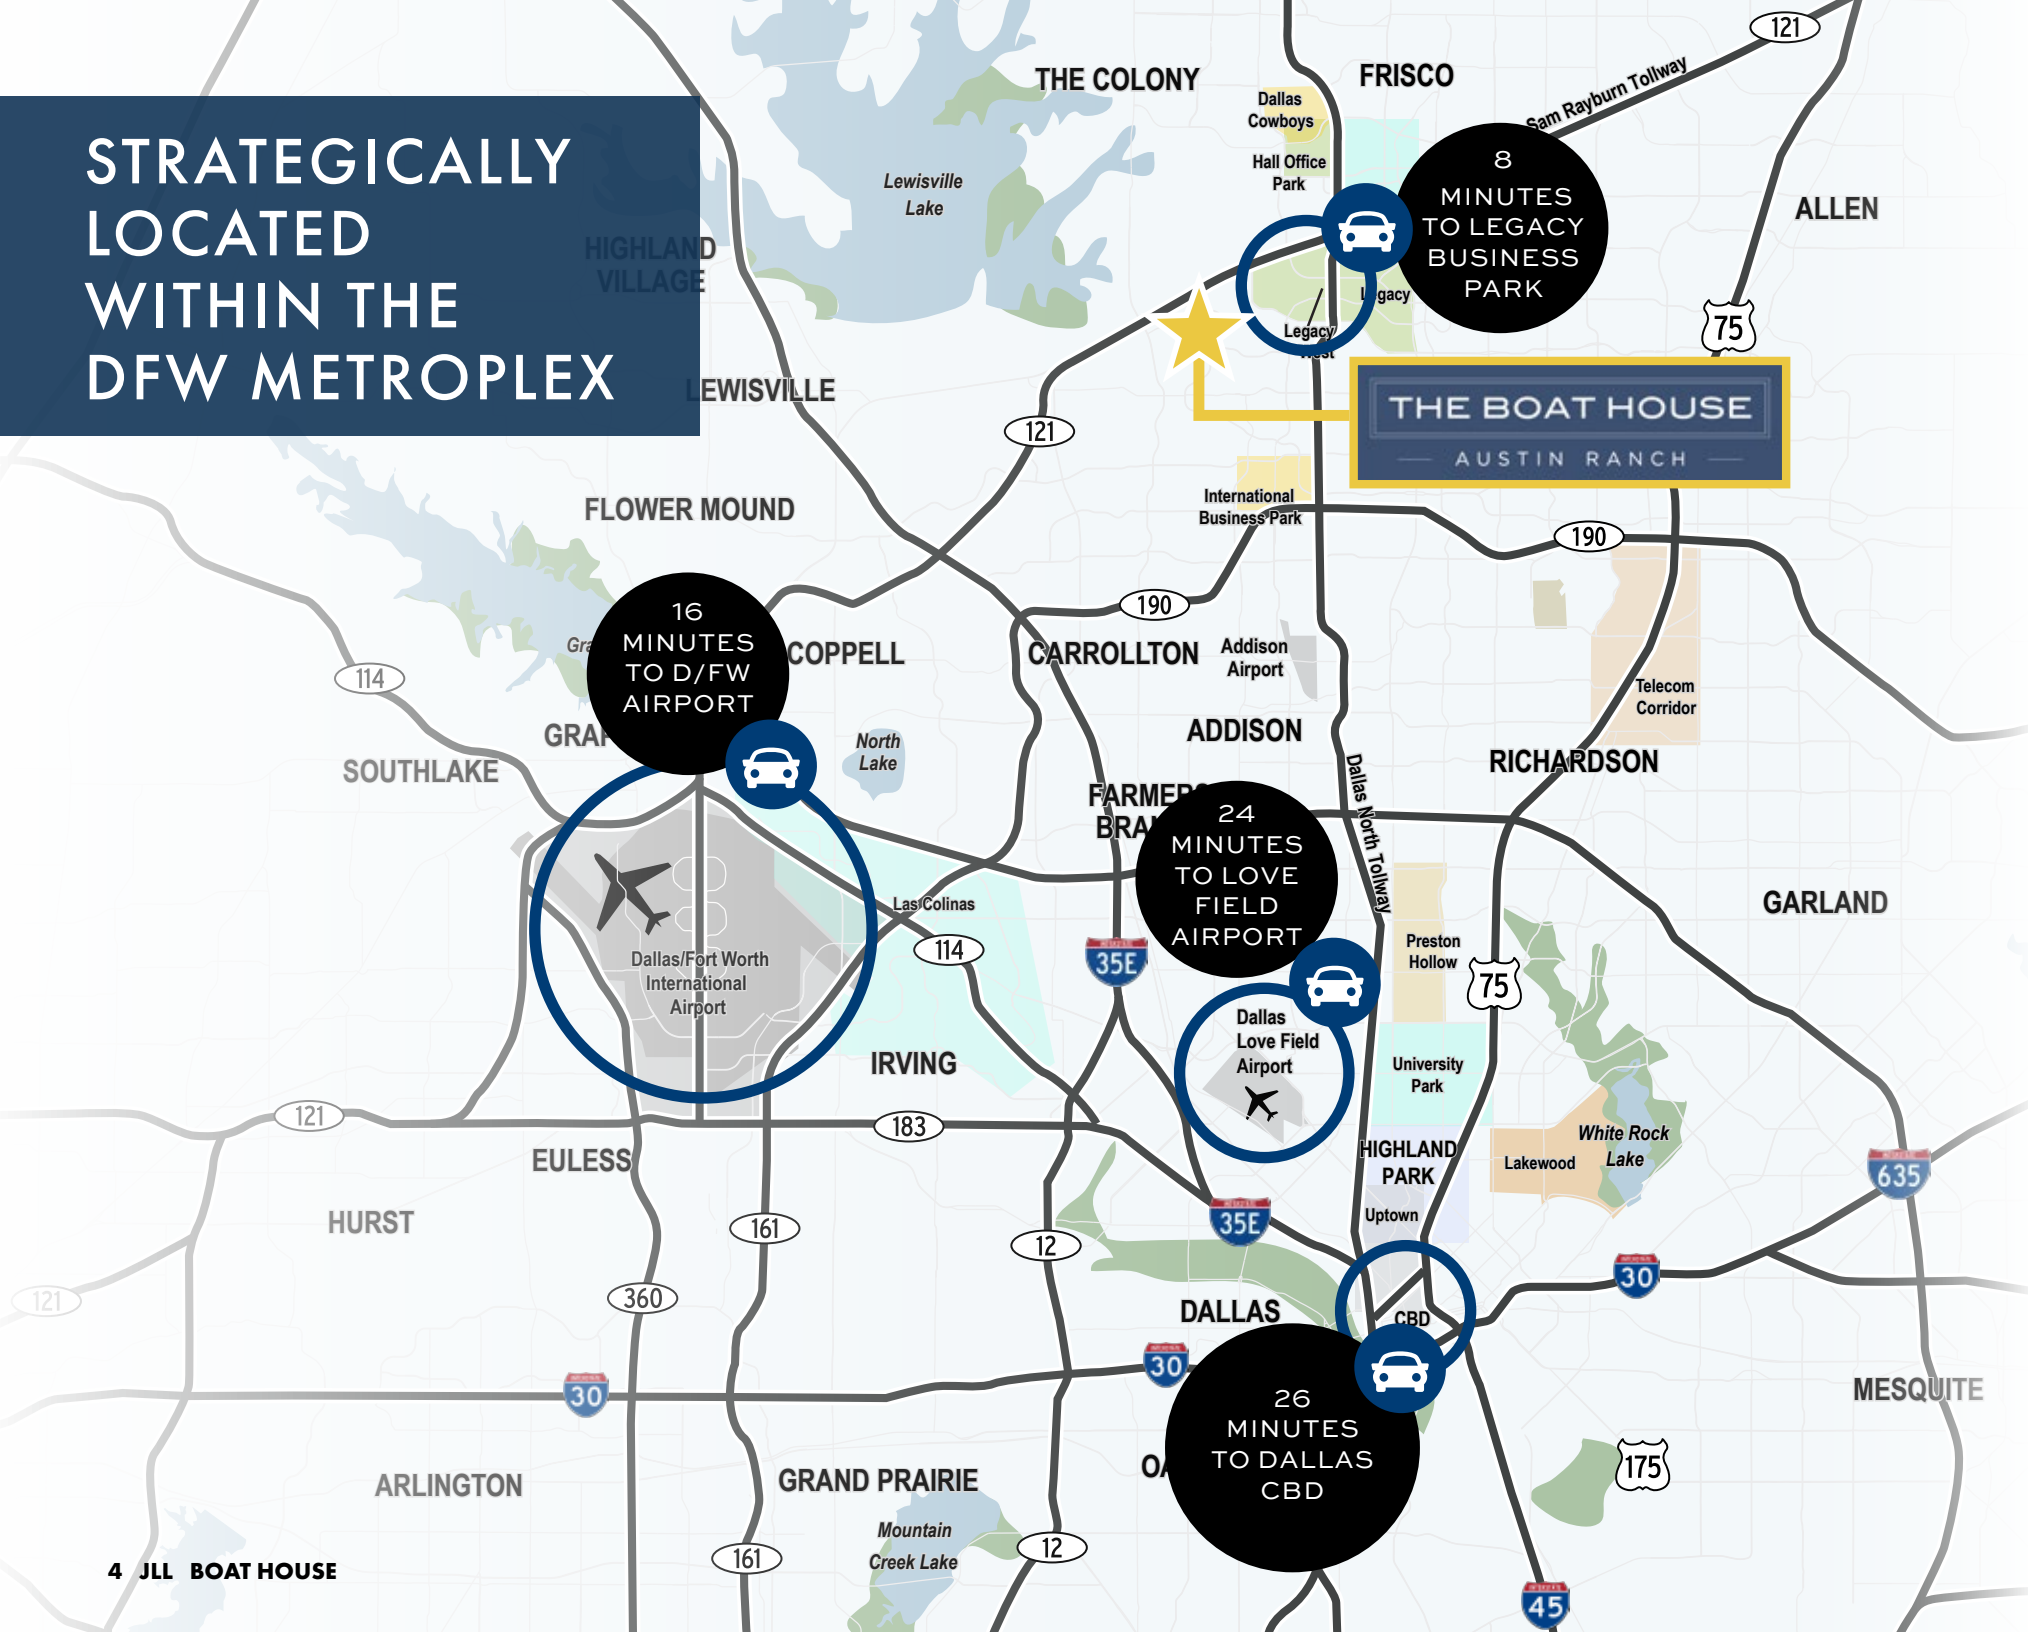 STRATEGICALLY
LOCATED
WITHIN THE
DFW METROPLEX
121
THE COLONY
FRISCO
Sam Rayburn Tollway
Dallas
Cowboys
Hall Office
Park
8
MINUTES
TO LEGACY
BUSINESS
PARK
ALLEN
Lewisville
Lake
HIGHLAND
VILLAGE
Legacy
Legacy
West
75
LEWISVILLE
THE BOAT HOUSE
AUSTIN RANCH
121
FLOWER MOUND
International
Business Park
190
190
16
MINUTES
TO D/FW
AIRPORT
COPPELL
CARROLLTON
Addison
Airport
114
Telecom
Corridor
ADDISON
North
Lake
SOUTHLAKE
RICHARDSON
Dallas North Tollway
24
MINUTES
TO LOVE
FIELD
AIRPORT
Las Colinas
GARLAND
114
35E
Preston
Hollow
75
Dallas/Fort Worth
International
Airport
Dallas
Love Field
Airport
IRVING
University
Park
121
183
White Rock
Lake
HIGHLAND
PARK
Lakewood
635
EULESS
HURST
161
12
35E
Uptown
30
121
360
DALLAS
CBD
30
30
MESQUITE
26
MINUTES
TO DALLAS
CBD
175
ARLINGTON
GRAND PRAIRIE
Mountain
Creek Lake
161
12
45
4 JLL BOAT HOUSE